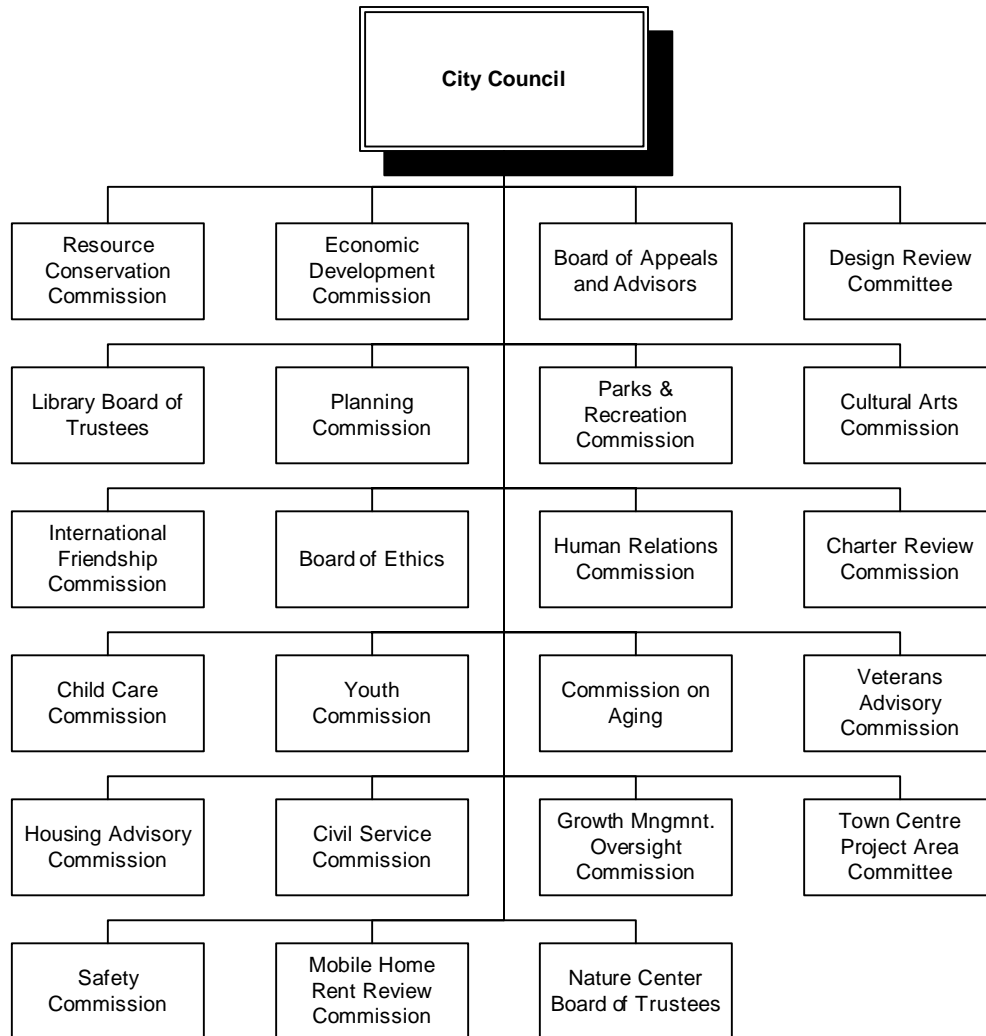 City Council
Resource
Conservation
Commission
Economic
Development
Commission
Board of Appeals
and Advisors
Design Review
Committee
Library Board of
Trustees
Planning
Commission
Parks &
Recreation
Commission
Cultural Arts
Commission
International
Friendship
Commission
Board of Ethics
Human Relations
Commission
Charter Review
Commission
Child Care
Commission
Youth
Commission
Commission on
Aging
Veterans
Advisory
Commission
Housing Advisory
Commission
Civil Service
Commission
Growth Mngmnt.
Oversight
Commission
Town Centre
Project Area
Committee
Safety
Commission
Mobile Home
Rent Review
Commission
Nature Center
Board of Trustees